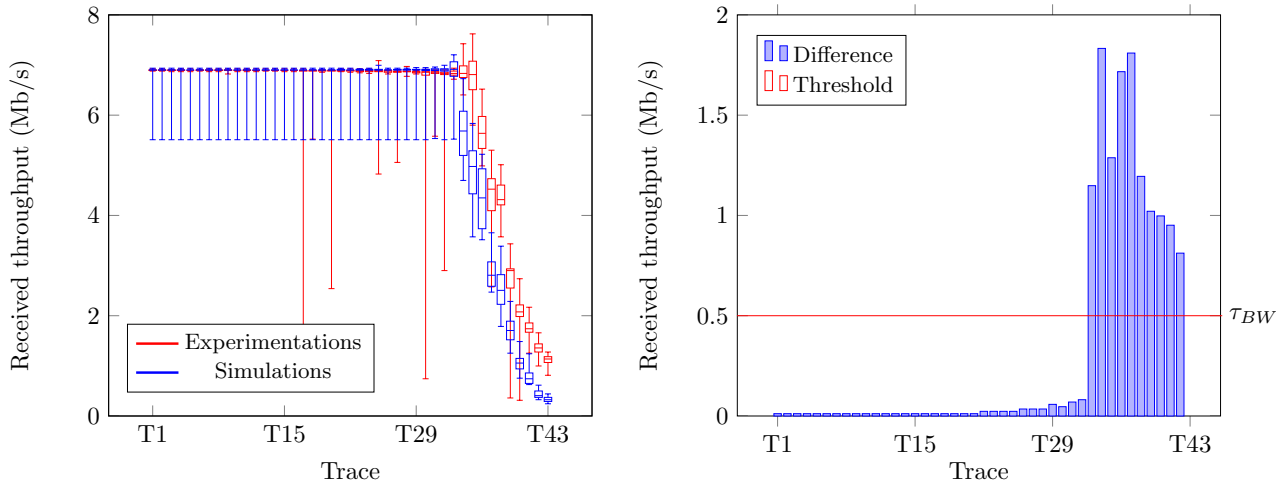 Received throughput (Mb/s)
8
6
4
2
0
Experimentations
Simulations
T1 T15 T29 T43
Trace
Received throughput (Mb/s)
2
1.5
1
0.5
0
Difference
Threshold
τBW
T1 T15 T29 T43
Trace